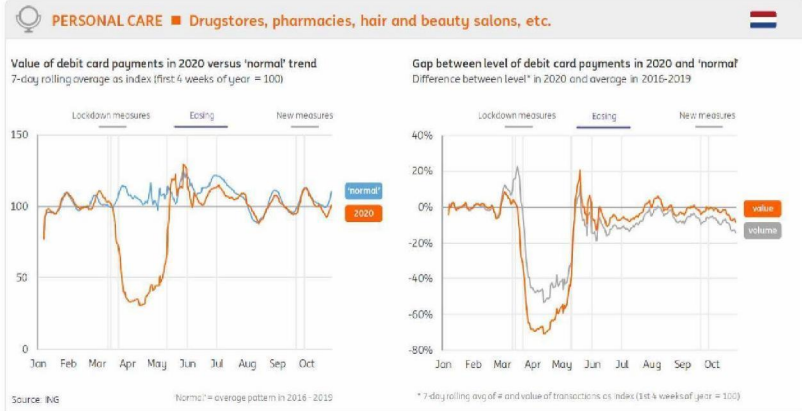 PERSONAL CARE ■ Drugstores, pharmacies, hair and beauty salons, etc.
Value of debit card payments in 2020 versus 'normal' trend
7-day rolling average as index (first 4 weeks of year = 100)
Lockdown measures Easing New measures
150
100
50
0
'normal'
2020
Jan Feb Mar Apr May Jun Jul Aug Sep Oct
Source: ING
'Normal' = average pattern in 2016 - 2019
Gap between level of debit card payments in 2020 and 'normal'
Difference between level* in 2020 and average in 2016-2019
Lockdown measures Easing New measures
40%
20%
0%
-20%
-40%
-60%
-80%
value
volume
Jan Feb Mar Apr May Jun Jul Aug Sep Oct
* 7-day rolling avg of # and value of transactions as index (1st 4 weeks of year = 100)